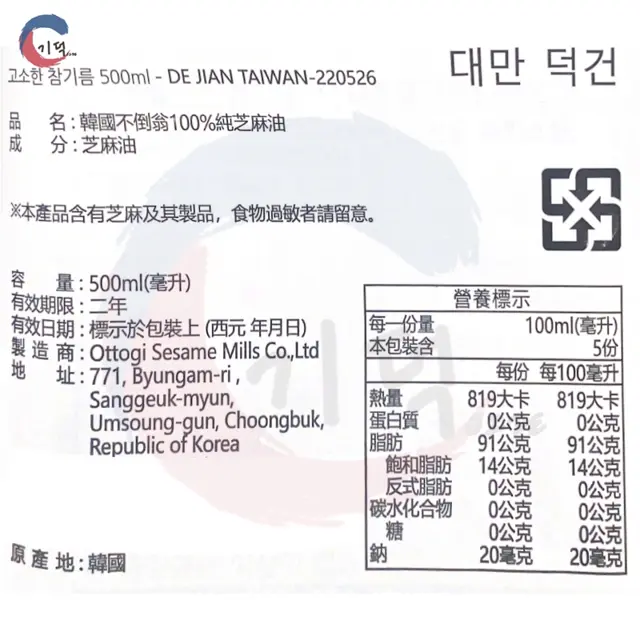 기덕
고소한 참기름 500ml - DE JIAN TAIWAN-220526
대만 덕건
品 名：韓國不倒翁100%純芝麻油
成 分：芝麻油
※本產品含有芝麻及其製品，食物過敏者請留意。
容 量：500ml(毫升)
有效期限：二年
有效日期：標示於包裝上 (西元 年月日)
製 造 商：Ottogi Sesame Mills Co.,Ltd
地 址：771, Byungam-ri ,
Sanggeuk-myun,
Umsoung-gun, Choongbuk,
Republic of Korea
原 產 地：韓國
營養標示
每一份量 100ml(毫升)
本包裝含 5份
每份 每100毫升
熱量 819大卡 819大卡
蛋白質 0公克 0公克
脂肪 91公克 91公克
飽和脂肪 14公克 14公克
反式脂肪 0公克 0公克
碳水化合物 0公克 0公克
糖 0公克 0公克
鈉 20毫克 20毫克
기덕